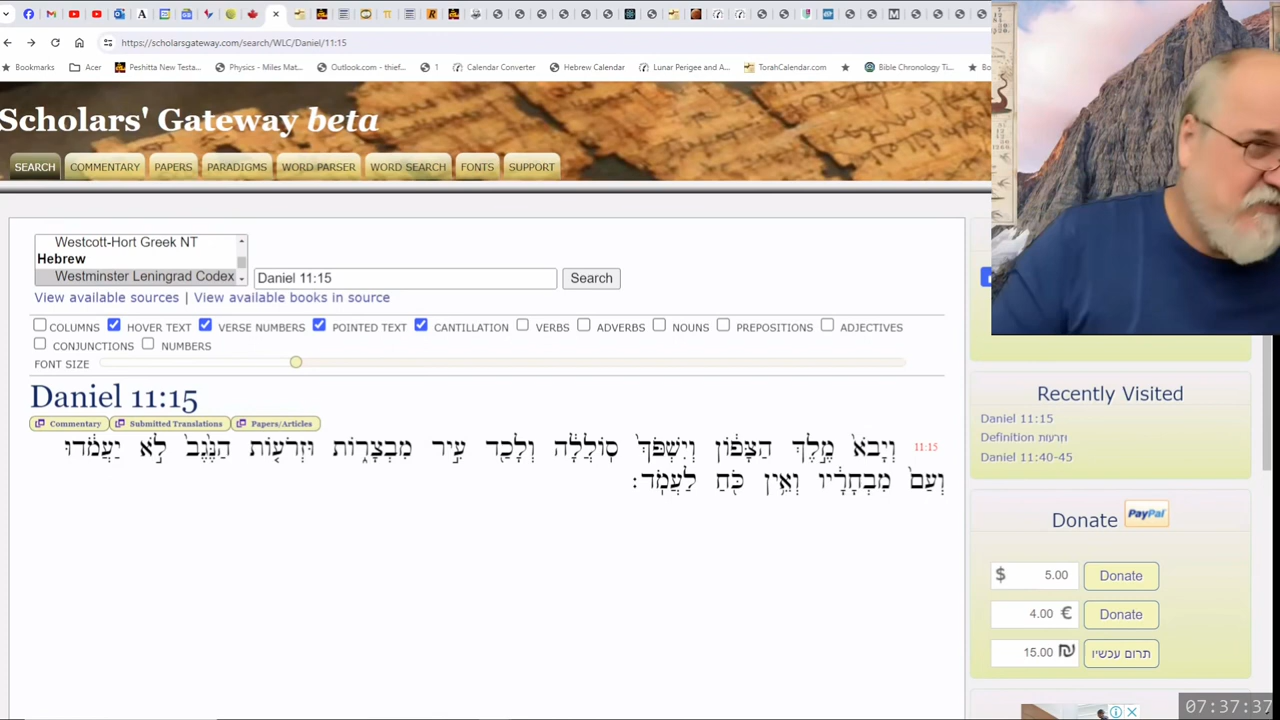 https://scholarsgateway.com/search/WLC/Daniel/11:15
Bookmarks Acer Peshitta New Testa... Physics - Miles Mat... Outlook.com - thief... 1 Calendar Converter Hebrew Calendar Lunar Perigee and A... TorahCalendar.com Bible Chronology Ti... Bo
Scholars' Gateway beta
SEARCH COMMENTARY PAPERS PARADIGMS WORD PARSER WORD SEARCH FONTS SUPPORT
Westcott-Hort Greek NT
Hebrew
Westminster Leningrad Codex
Daniel 11:15 Search
View available sources | View available books in source
COLUMNS HOVER TEXT VERSE NUMBERS POINTED TEXT CANTILLATION VERBS ADVERBS NOUNS PREPOSITIONS ADJECTIVES
CONJUNCTIONS NUMBERS
FONT SIZE
Daniel 11:15
Commentary Submitted Translations Papers/Articles
11:15 וְיָבֹא֙ מֶ֣לֶךְ הַצָּפ֔וֹן וְיִשְׁפֹּךְ֙ סֽוֹלֲלָ֔ה וְלָכַ֖ד עִ֣יר מִבְצָר֑וֹת וּזְרֹע֤וֹת הַנֶּ֙גֶב֙ לֹ֣א יַעֲמֹ֔דוּ
וְעַם֙ מִבְחָרָ֔יו וְאֵ֥ין כֹּ֖חַ לַעֲמֹֽד׃
Recently Visited
Daniel 11:15
Definition וזרעות
Daniel 11:40-45
Donate PayPal
$ 5.00 Donate
4.00 € Donate
15.00 ₪ תרום עכשיו
07:37:37